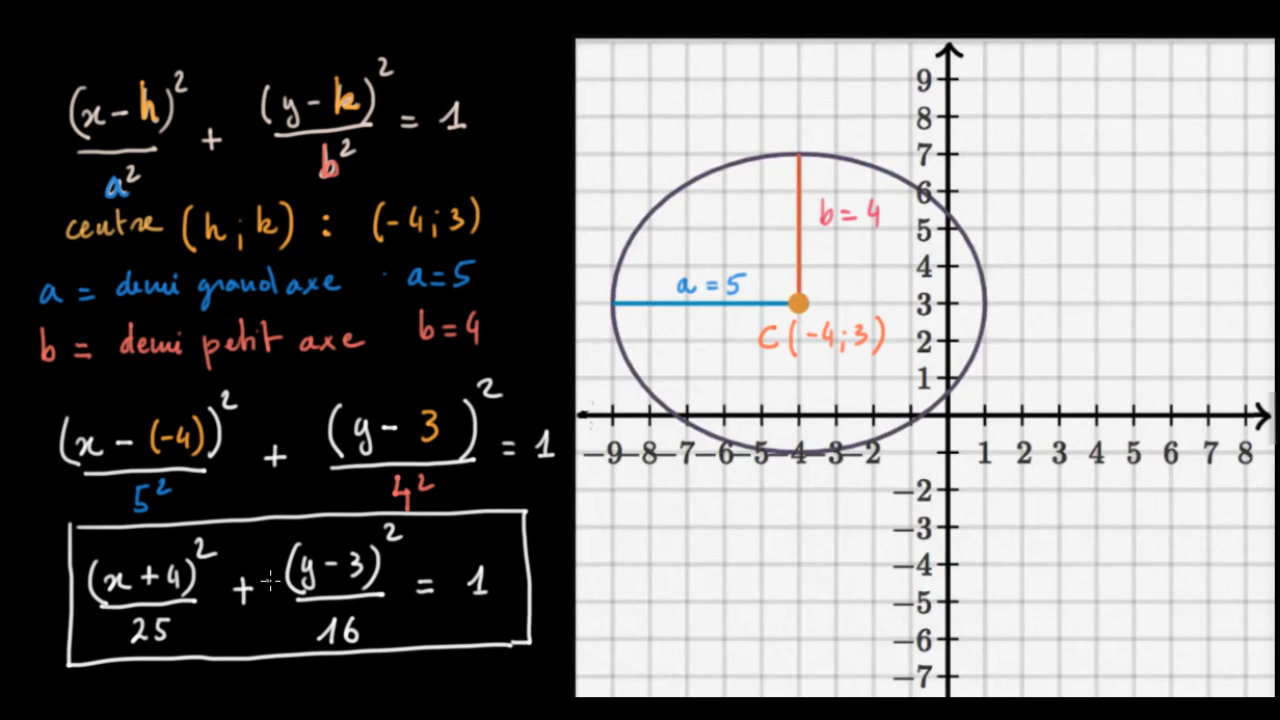 (x - h)² / a² + (y - k)² / b² = 1
centre (h ; k) : (-4 ; 3)
a = demi grand axe a = 5
b = demi petit axe b = 4
(x - (-4))² / 5² + (y - 3)² / 4² = 1
(x + 4)² / 25 + (y - 3)² / 16 = 1
9
8
7
6
5
4
3
2
1
b = 4
a = 5
C (-4 ; 3)
-9 -8 -7 -6 -5 -4 -3 -2 1 2 3 4 5 6 7 8
-2
-3
-4
-5
-6
-7